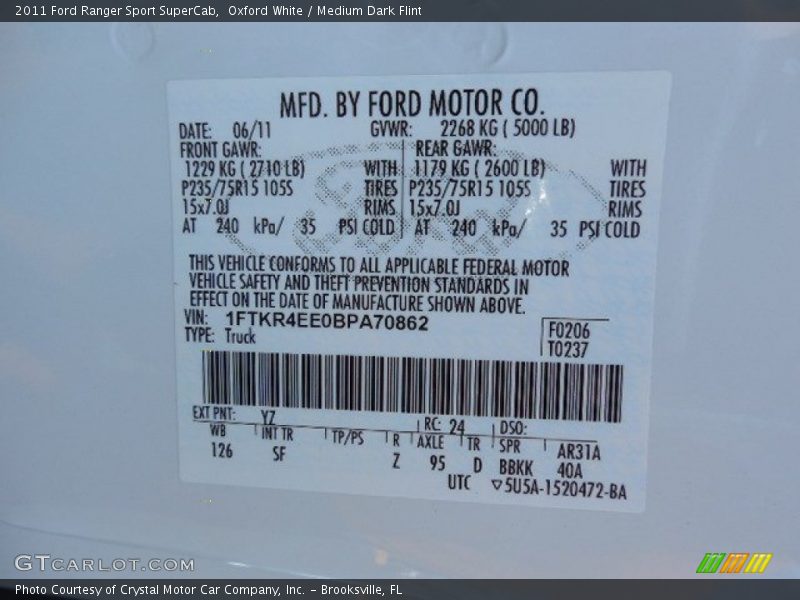 2011 Ford Ranger Sport SuperCab,  Oxford White / Medium Dark Flint
MFD. BY FORD MOTOR CO.
DATE: 06/11 GVWR: 2268 KG ( 5000 LB)
FRONT GAWR: REAR GAWR:
1229 KG ( 2710 LB) WITH 1179 KG ( 2600 LB) WITH
P235/75R15 105S TIRES P235/75R15 105S TIRES
15x7.0J RIMS 15x7.0J RIMS
AT 240 kPa/ 35 PSI COLD AT 240 kPa/ 35 PSI COLD
THIS VEHICLE CONFORMS TO ALL APPLICABLE FEDERAL MOTOR
VEHICLE SAFETY AND THEFT PREVENTION STANDARDS IN
EFFECT ON THE DATE OF MANUFACTURE SHOWN ABOVE.
VIN: 1FTKR4EE0BPA70862
TYPE: Truck
F0206
T0237
EXT PNT: YZ RC: 24 DSO:
WB INT TR TP/PS R AXLE TR SPR AR31A
126 SF Z 95 D BBKK 40A
UTC ▽5U5A-1520472-BA
GTCARLOT.COM
Photo Courtesy of Crystal Motor Car Company, Inc. – Brooksville, FL